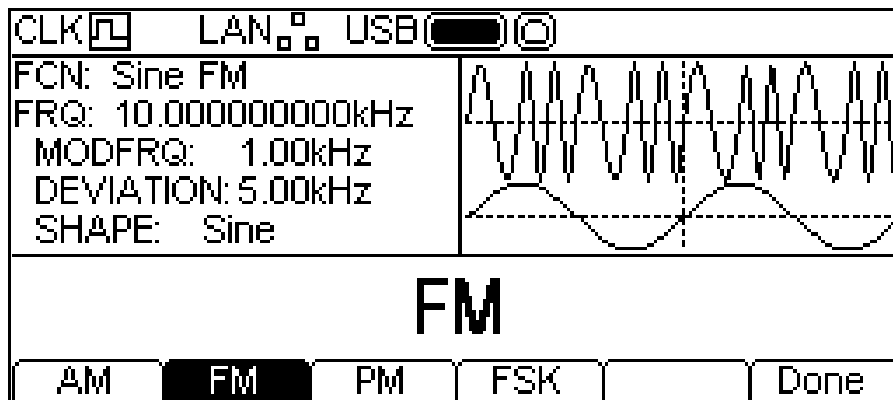 CLK LAN USB
FCN: Sine FM
FRQ: 10.000000000kHz
MODFRQ: 1.00kHz
DEVIATION: 5.00kHz
SHAPE: Sine
FM
AM FM PM FSK Done